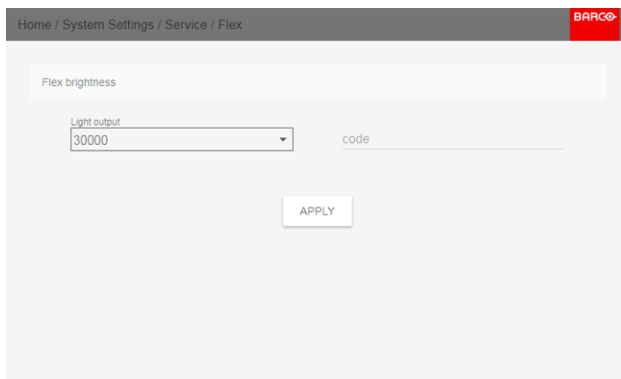 Home / System Settings / Service / Flex
BARCO
Flex brightness
Light output
30000
code
APPLY